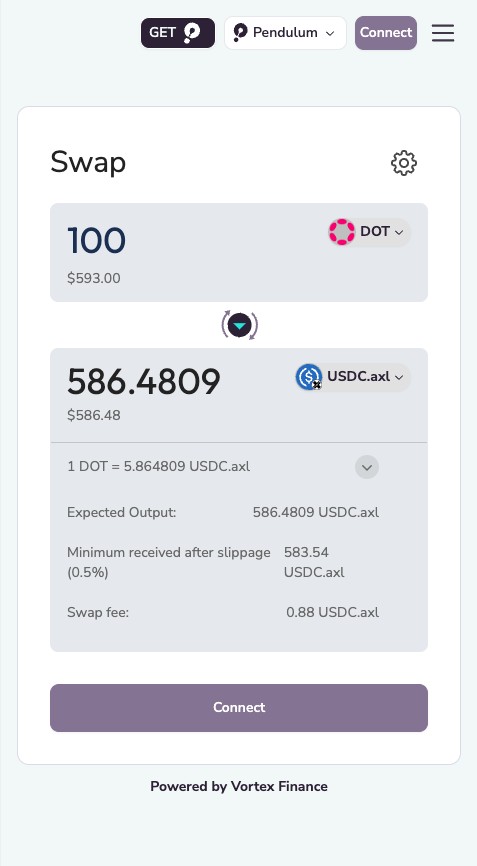 GET
Pendulum
Connect
Swap
100
DOT
$593.00
586.4809
USDC.axl
$586.48
1 DOT = 5.864809 USDC.axl
Expected Output: 586.4809 USDC.axl
Minimum received after slippage 583.54
(0.5%) USDC.axl
Swap fee: 0.88 USDC.axl
Connect
Powered by Vortex Finance